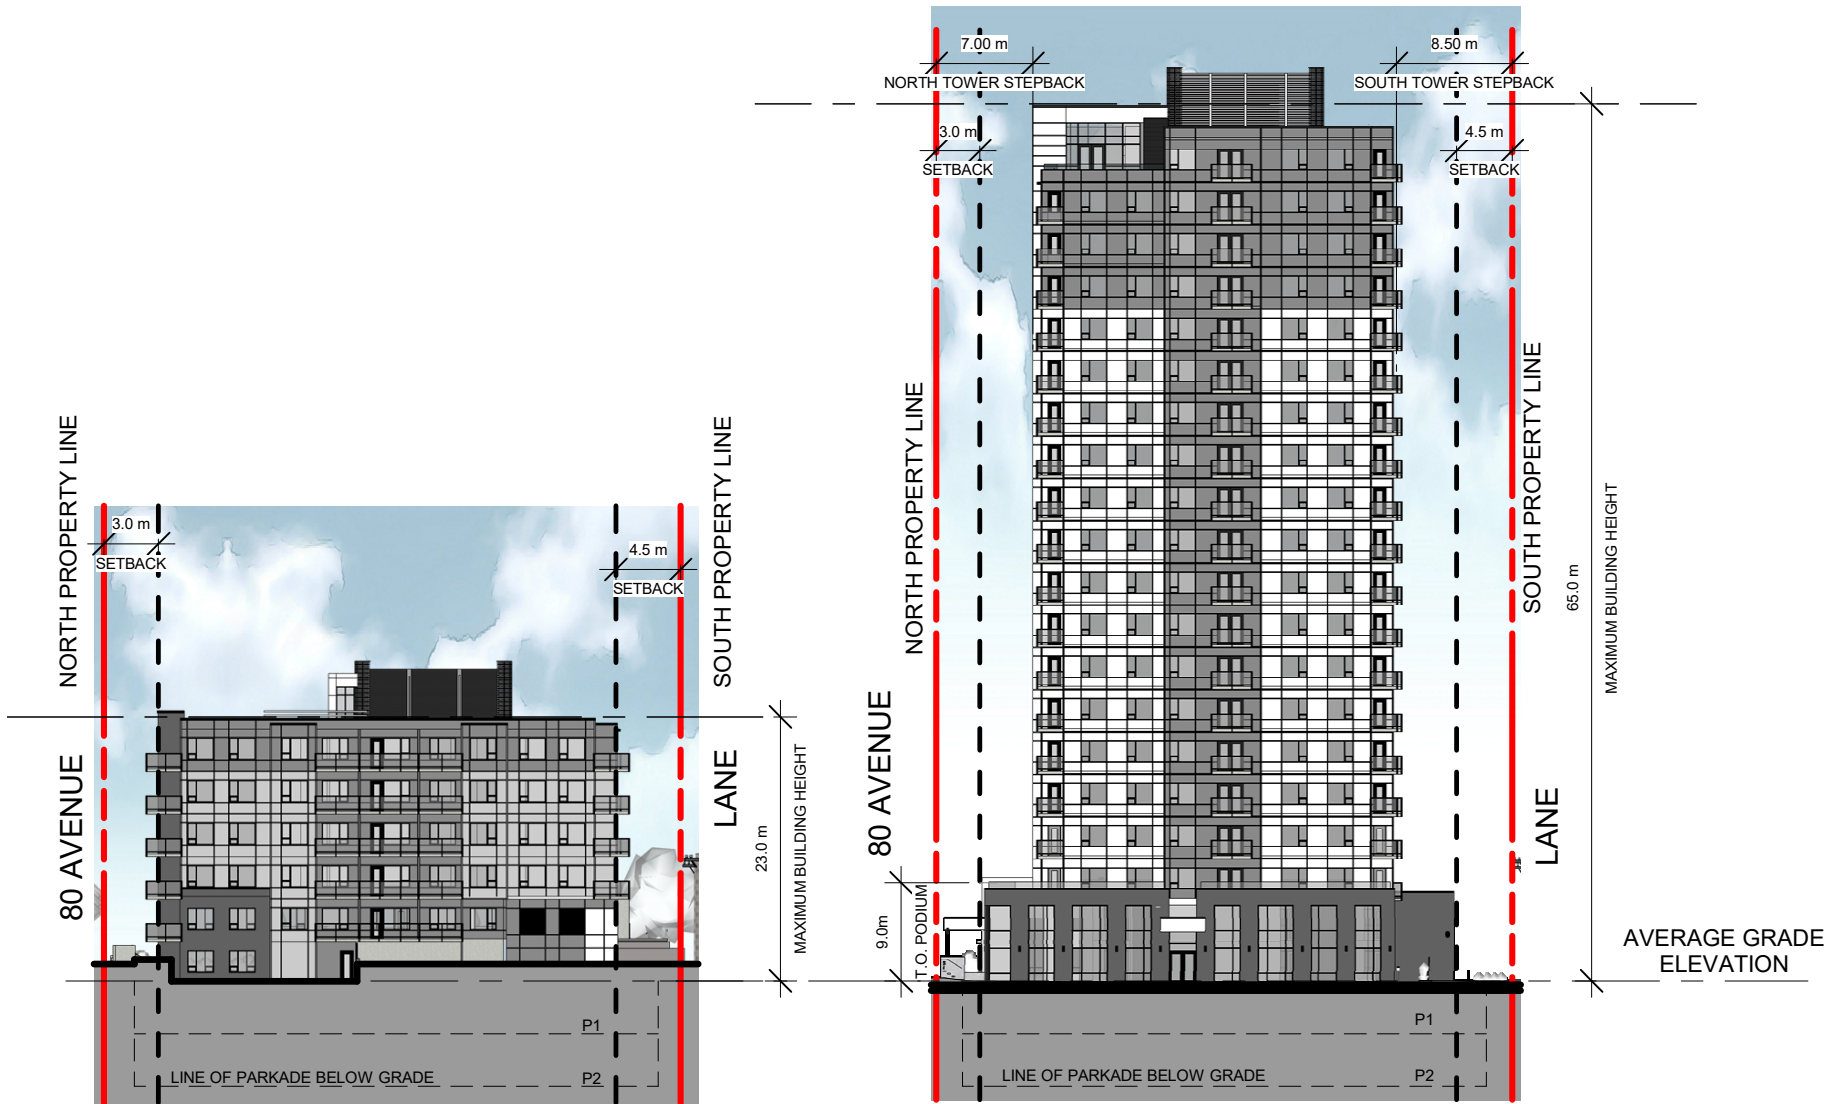 3.0 m
SETBACK
4.5 m
SETBACK
NORTH PROPERTY LINE
SOUTH PROPERTY LINE
80 AVENUE
LANE
23.0 m
MAXIMUM BUILDING HEIGHT
P1
LINE OF PARKADE BELOW GRADE
P2
7.00 m
NORTH TOWER STEPBACK
8.50 m
SOUTH TOWER STEPBACK
3.0 m
SETBACK
4.5 m
SETBACK
NORTH PROPERTY LINE
SOUTH PROPERTY LINE
80 AVENUE
LANE
65.0 m
MAXIMUM BUILDING HEIGHT
9.0m
T.O. PODIUM
AVERAGE GRADE
ELEVATION
P1
LINE OF PARKADE BELOW GRADE
P2